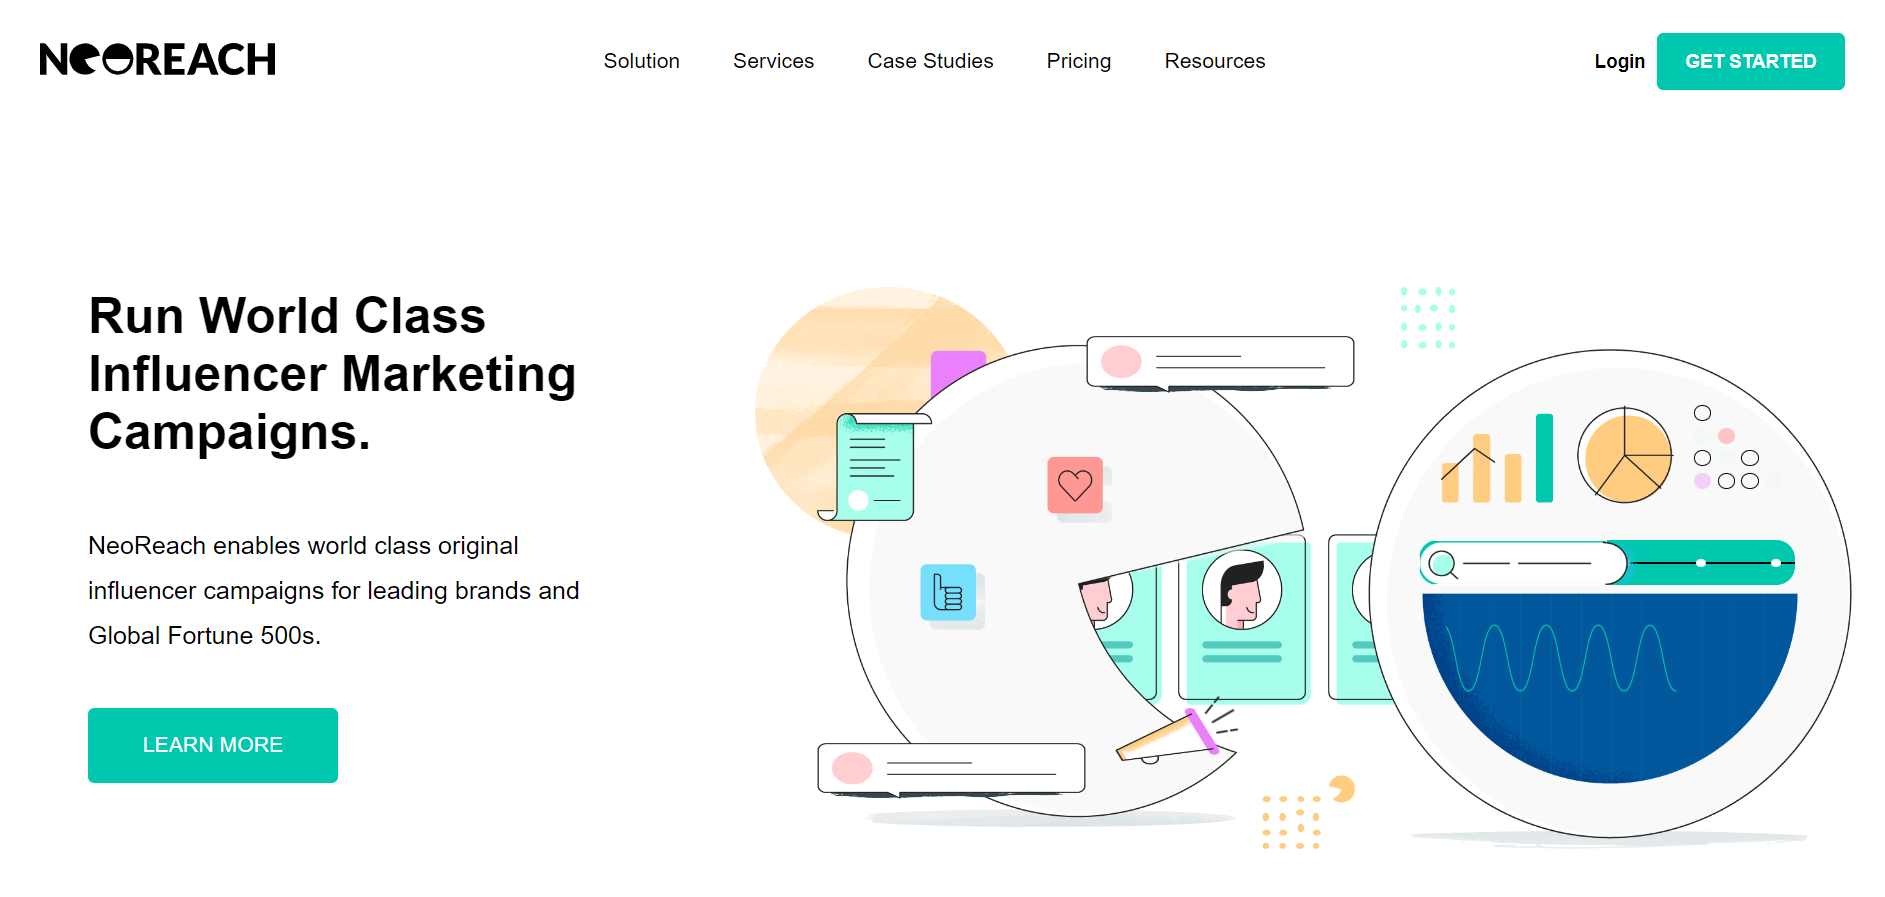 NEOREACH
Solution
Services
Case Studies
Pricing
Resources
Login
GET STARTED
Run World Class
Influencer Marketing
Campaigns.
NeoReach enables world class original
influencer campaigns for leading brands and
Global Fortune 500s.
LEARN MORE